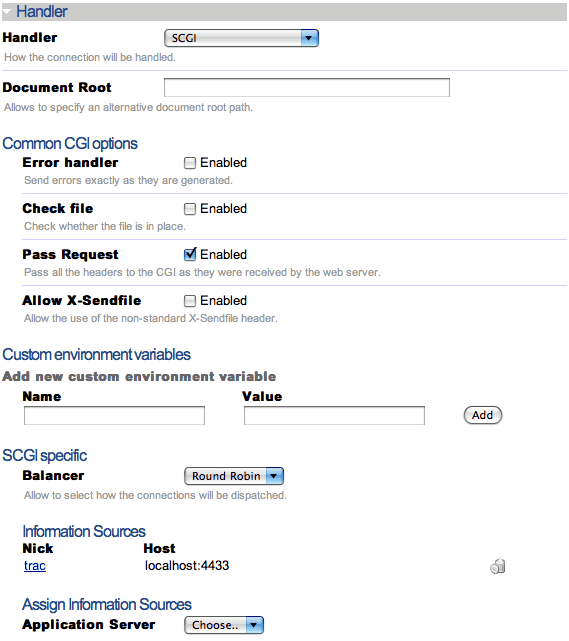 Handler
Handler SCGI
How the connection will be handled.
Document Root
Allows to specify an alternative document root path.
Common CGI options
Error handler Enabled
Send errors exactly as they are generated.
Check file Enabled
Check whether the file is in place.
Pass Request Enabled
Pass all the headers to the CGI as they were received by the web server.
Allow X-Sendfile Enabled
Allow the use of the non-standard X-Sendfile header.
Custom environment variables
Add new custom environment variable
Name Value
Add
SCGI specific
Balancer Round Robin
Allow to select how the connections will be dispatched.
Information Sources
Nick Host
trac localhost:4433
Assign Information Sources
Application Server Choose..